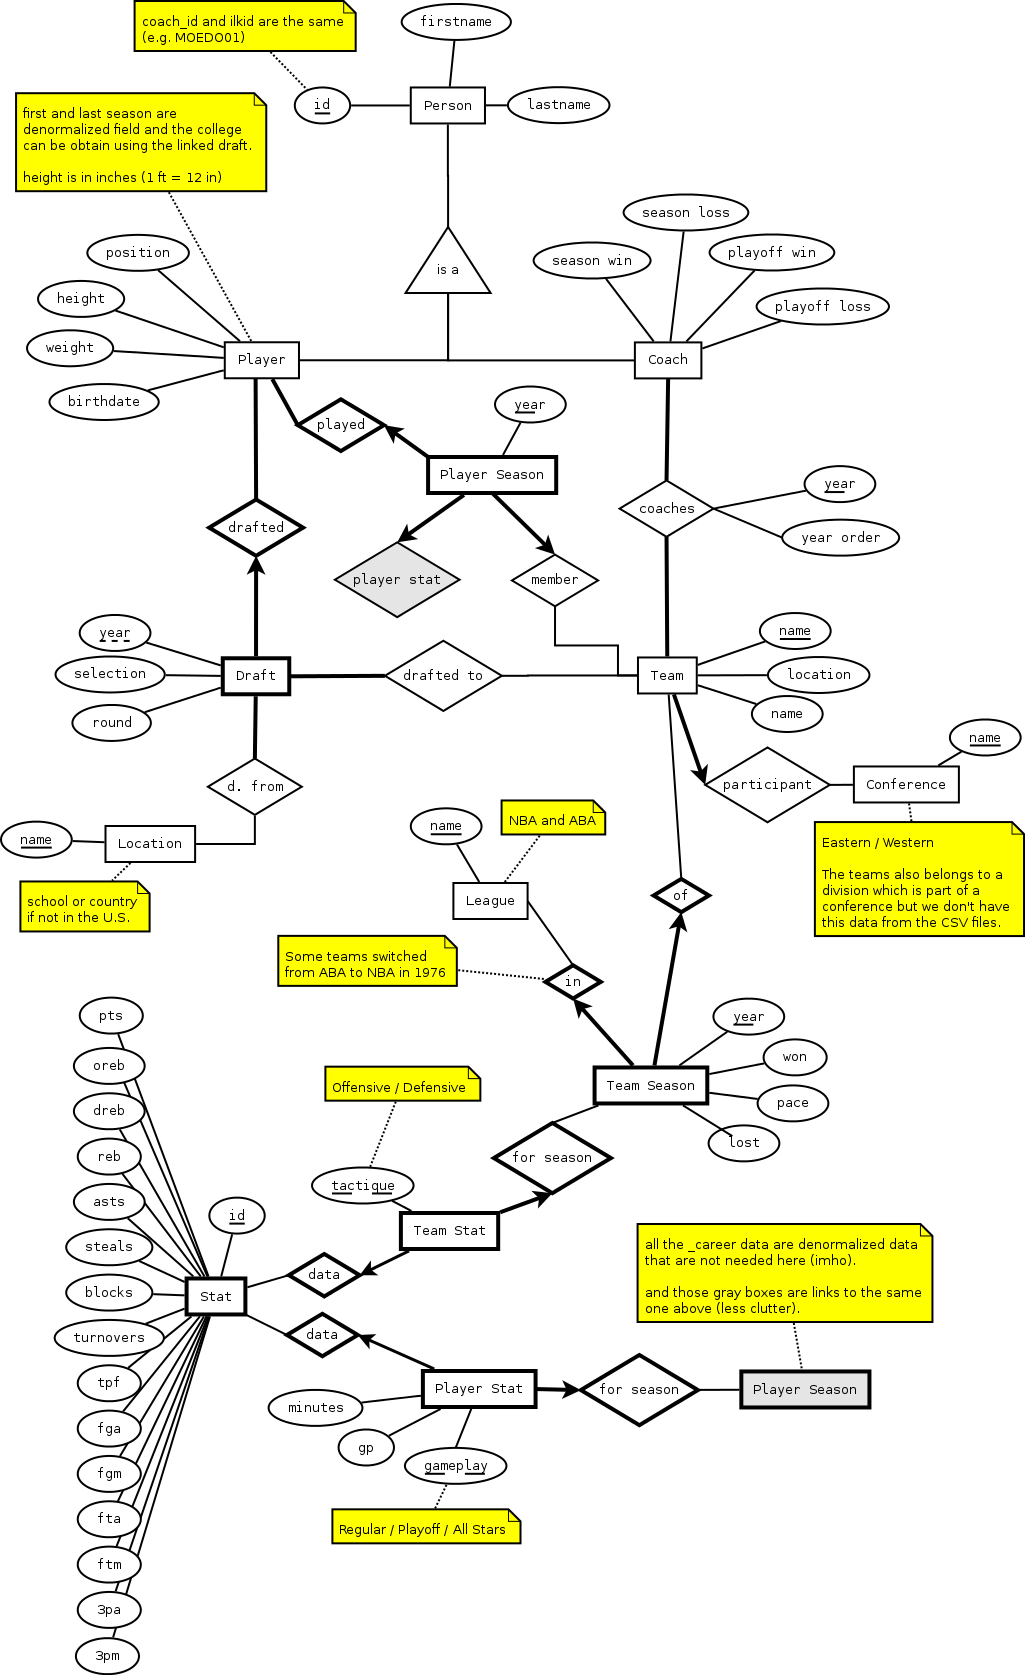 coach_id and ilkid are the same
(e.g. MOEDO01)
firstname
id
Person
lastname
first and last season are
denormalized field and the college
can be obtain using the linked draft.
height is in inches (1 ft = 12 in)
season loss
position
is a
season win
playoff win
height
playoff loss
weight
Player
Coach
birthdate
year
played
Player Season
year
coaches
drafted
year order
player stat
member
year
name
selection
Draft
drafted to
Team
location
round
name
name
d. from
participant
Conference
name
Location
name
NBA and ABA
Eastern / Western
The teams also belongs to a
division which is part of a
conference but we don't have
this data from the CSV files.
school or country
if not in the U.S.
League
of
Some teams switched
from ABA to NBA in 1976
in
pts
year
oreb
won
Offensive / Defensive
Team Season
dreb
pace
reb
for season
lost
tactique
asts
id
Team Stat
steals
data
all the _career data are denormalized data
that are not needed here (imho).
and those gray boxes are links to the same
one above (less clutter).
blocks
Stat
turnovers
data
tpf
Player Stat
for season
Player Season
minutes
fga
gp
fgm
gameplay
fta
Regular / Playoff / All Stars
ftm
3pa
3pm